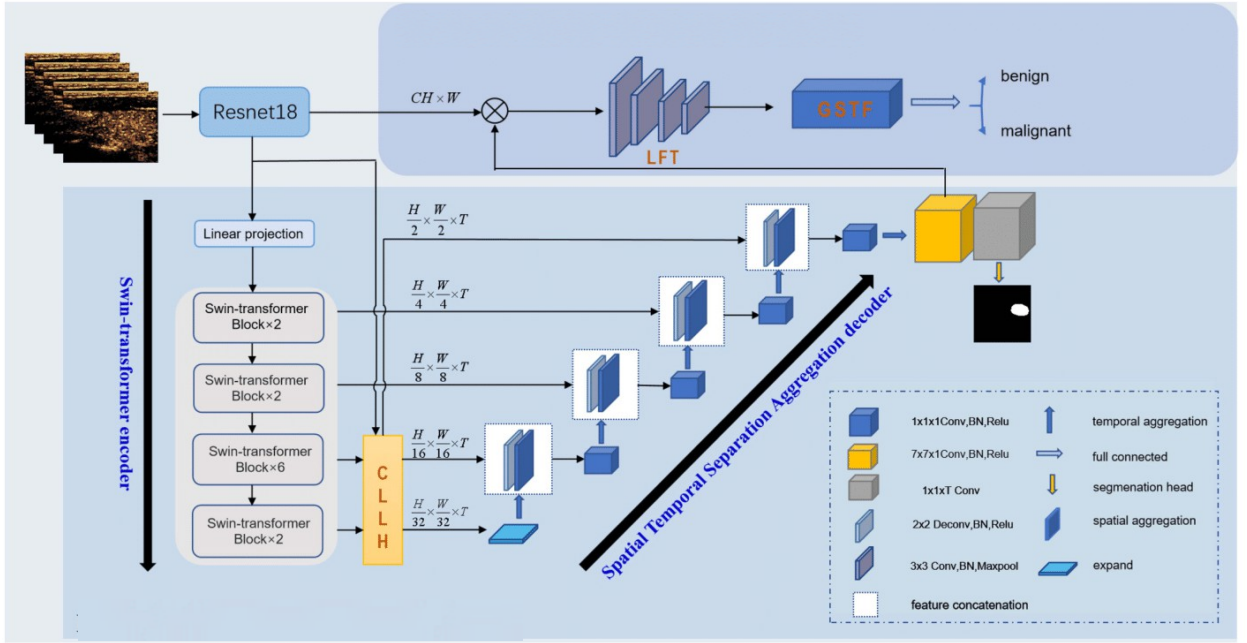 Resnet18
CH × W
LFT
GSTF
benign
malignant
Linear projection
Swin-transformer encoder
Swin-transformer
Block×2
Swin-transformer
Block×2
Swin-transformer
Block×6
Swin-transformer
Block×2
CLLH
H/2 × W/2 × T
H/4 × W/4 × T
H/8 × W/8 × T
H/16 × W/16 × T
H/32 × W/32 × T
Spatial Temporal Separation Aggregation decoder
1x1x1Conv,BN,Relu
temporal aggregation
7x7x1Conv,BN,Relu
full connected
1x1xT Conv
segmenation head
2x2 Deconv,BN,Relu
spatial aggregation
3x3 Conv,BN,Maxpool
expand
feature concatenation